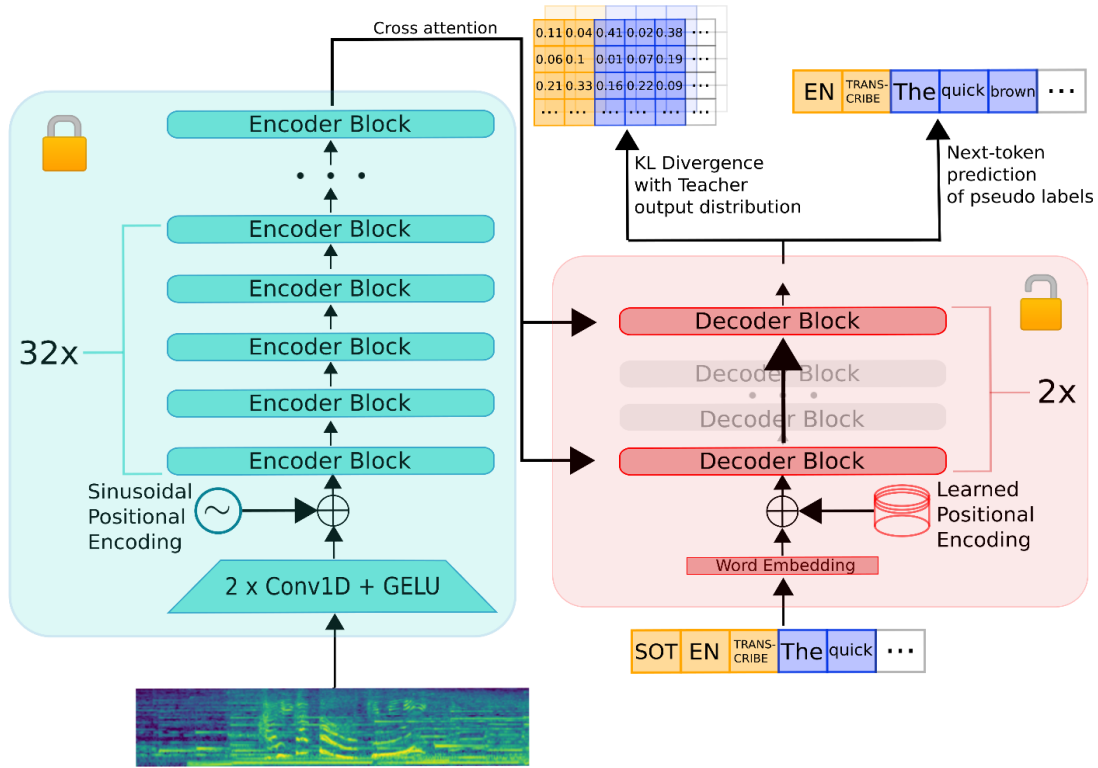 Cross attention
0.11 0.04 0.41 0.02 0.38 ...
0.06 0.1 0.01 0.07 0.19 ...
0.21 0.33 0.16 0.22 0.09 ...
... ... ... ... ... ...
EN TRANS-
CRIBE The quick brown ...
KL Divergence
with Teacher
output distribution
Next-token
prediction
of pseudo labels
Encoder Block
• • •
Encoder Block
Encoder Block
Encoder Block
Encoder Block
Encoder Block
32x
Sinusoidal
Positional
Encoding
~
2 x Conv1D + GELU
Decoder Block
Decoder Block
• • •
Decoder Block
Decoder Block
2x
Learned
Positional
Encoding
Word Embedding
SOT EN TRANS-
CRIBE The quick ...